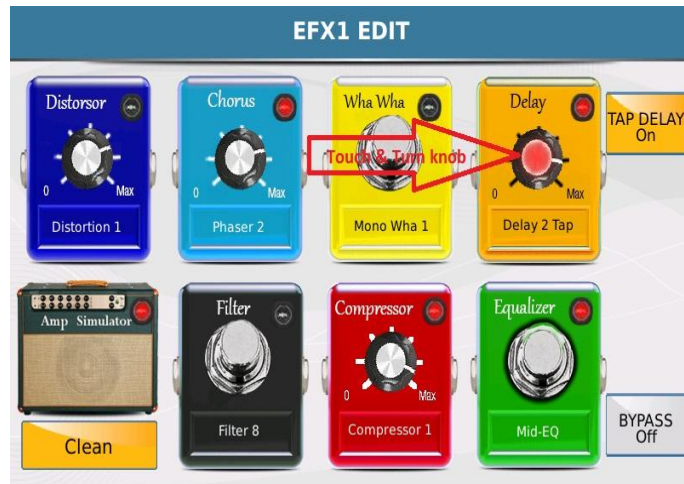 EFX1 EDIT
Distorsor
0 Max
Distortion 1
Chorus
0 Max
Phaser 2
Wha Wha
Touch & Turn knob
Mono Wha 1
Delay
0 Max
Delay 2 Tap
TAP DELAY
On
Amp Simulator
Clean
Filter
Filter 8
Compressor
0 Max
Compressor 1
Equalizer
Mid-EQ
BYPASS
Off